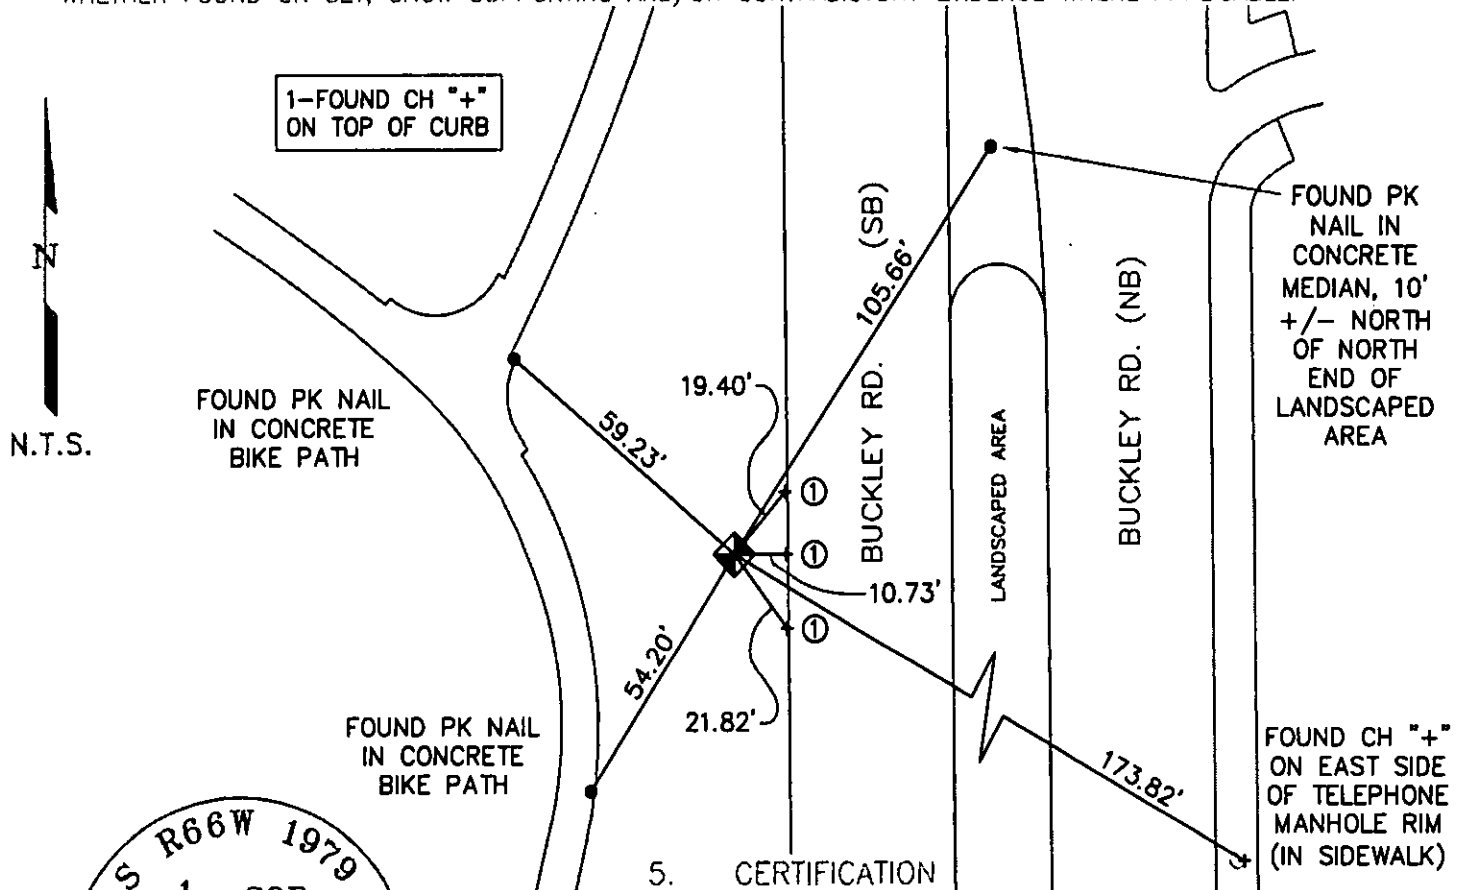 1-FOUND CH "+"
ON TOP OF CURB
N
N.T.S.
FOUND PK NAIL
IN CONCRETE
BIKE PATH
59.23'
19.40'
105.66'
BUCKLEY RD. (SB)
LANDSCAPED AREA
BUCKLEY RD. (NB)
FOUND PK
NAIL IN
CONCRETE
MEDIAN, 10'
+/- NORTH
OF NORTH
END OF
LANDSCAPED
AREA
1
1
1
10.73'
21.82'
54.20'
173.82'
FOUND PK NAIL
IN CONCRETE
BIKE PATH
FOUND CH "+"
ON EAST SIDE
OF TELEPHONE
MANHOLE RIM
(IN SIDEWALK)
S R66W 1979
5. CERTIFICATION